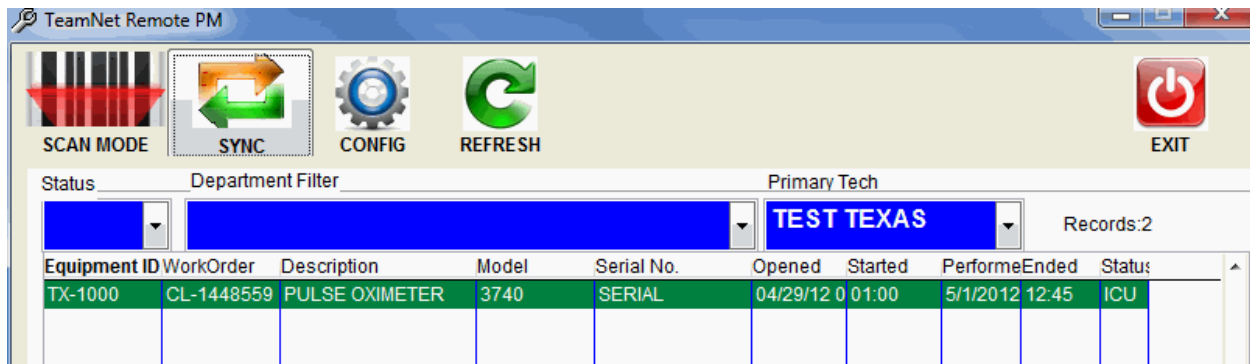 TeamNet Remote PM
SCAN MODE SYNC CONFIG REFRESH EXIT
Status Department Filter Primary Tech
TEST TEXAS Records:2
Equipment ID WorkOrder Description Model Serial No. Opened Started Performe Ended Status
TX-1000 CL-1448559 PULSE OXIMETER 3740 SERIAL 04/29/12 0 01:00 5/1/2012 12:45 ICU